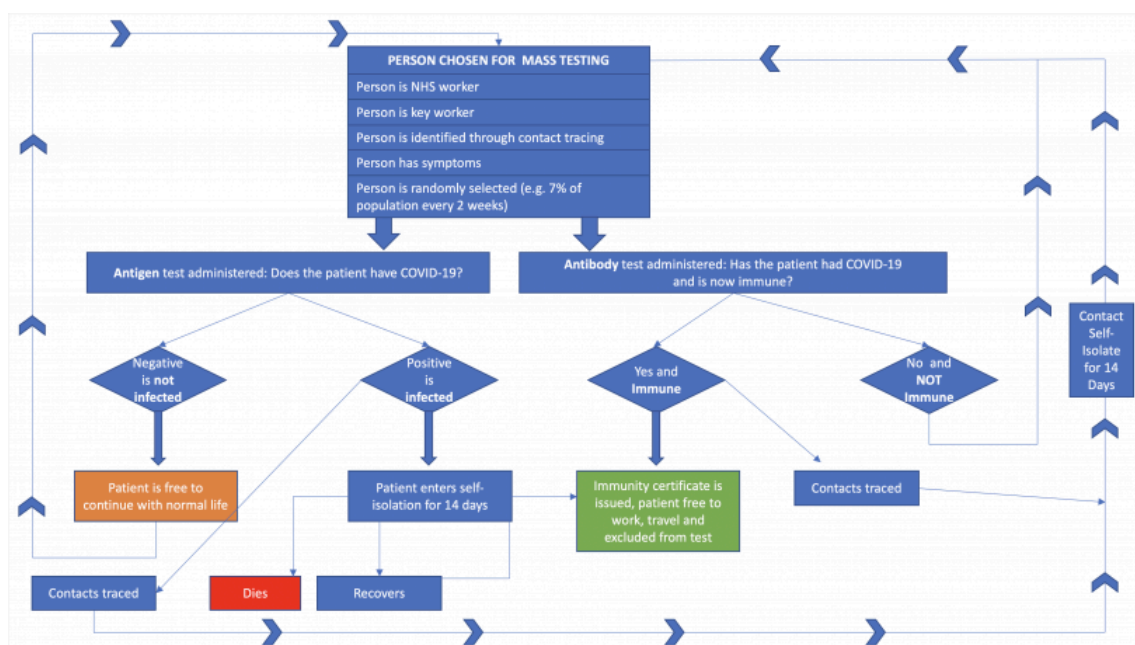 PERSON CHOSEN FOR MASS TESTING
Person is NHS worker
Person is key worker
Person is identified through contact tracing
Person has symptoms
Person is randomly selected (e.g. 7% of
population every 2 weeks)
Antigen test administered: Does the patient have COVID-19?
Antibody test administered: Has the patient had COVID-19
and is now immune?
Negative
is not
infected
Positive
is
infected
Yes and
Immune
No and
NOT
Immune
Contact
Self-
Isolate
for 14
Days
Patient is free to
continue with normal life
Patient enters self-
isolation for 14 days
Immunity certificate is
issued, patient free to
work, travel and
excluded from test
Contacts traced
Contacts traced
Dies
Recovers